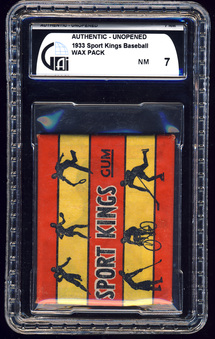 AUTHENTIC - UNOPENED
1933 Sport Kings Baseball
WAX PACK
NM 7
GAI
SPORT KINGS GUM